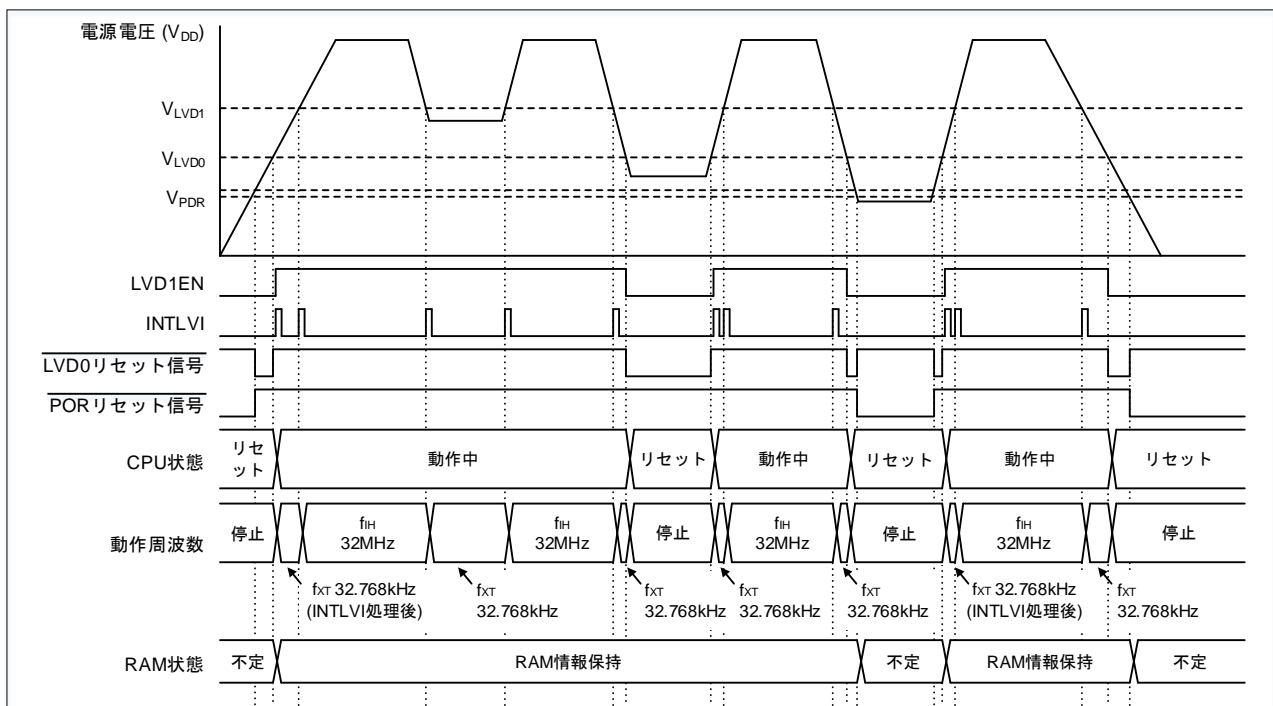 電源電圧 (VDD)
VLVD1
VLVD0
VPDR
LVD1EN
INTLVI
LVD0リセット信号
PORリセット信号
CPU状態
リセ
ット
動作中
リセット
動作中
リセット
動作中
リセット
動作周波数
停止
fIH
32MHz
fIH
32MHz
停止
fIH
32MHz
停止
fIH
32MHz
停止
fXT 32.768kHz
(INTLVI処理後)
fXT
32.768kHz
fXT
32.768kHz
fXT
32.768kHz
fXT
32.768kHz
fXT 32.768kHz
(INTLVI処理後)
fXT
32.768kHz
RAM状態
不定
RAM情報保持
不定
RAM情報保持
不定